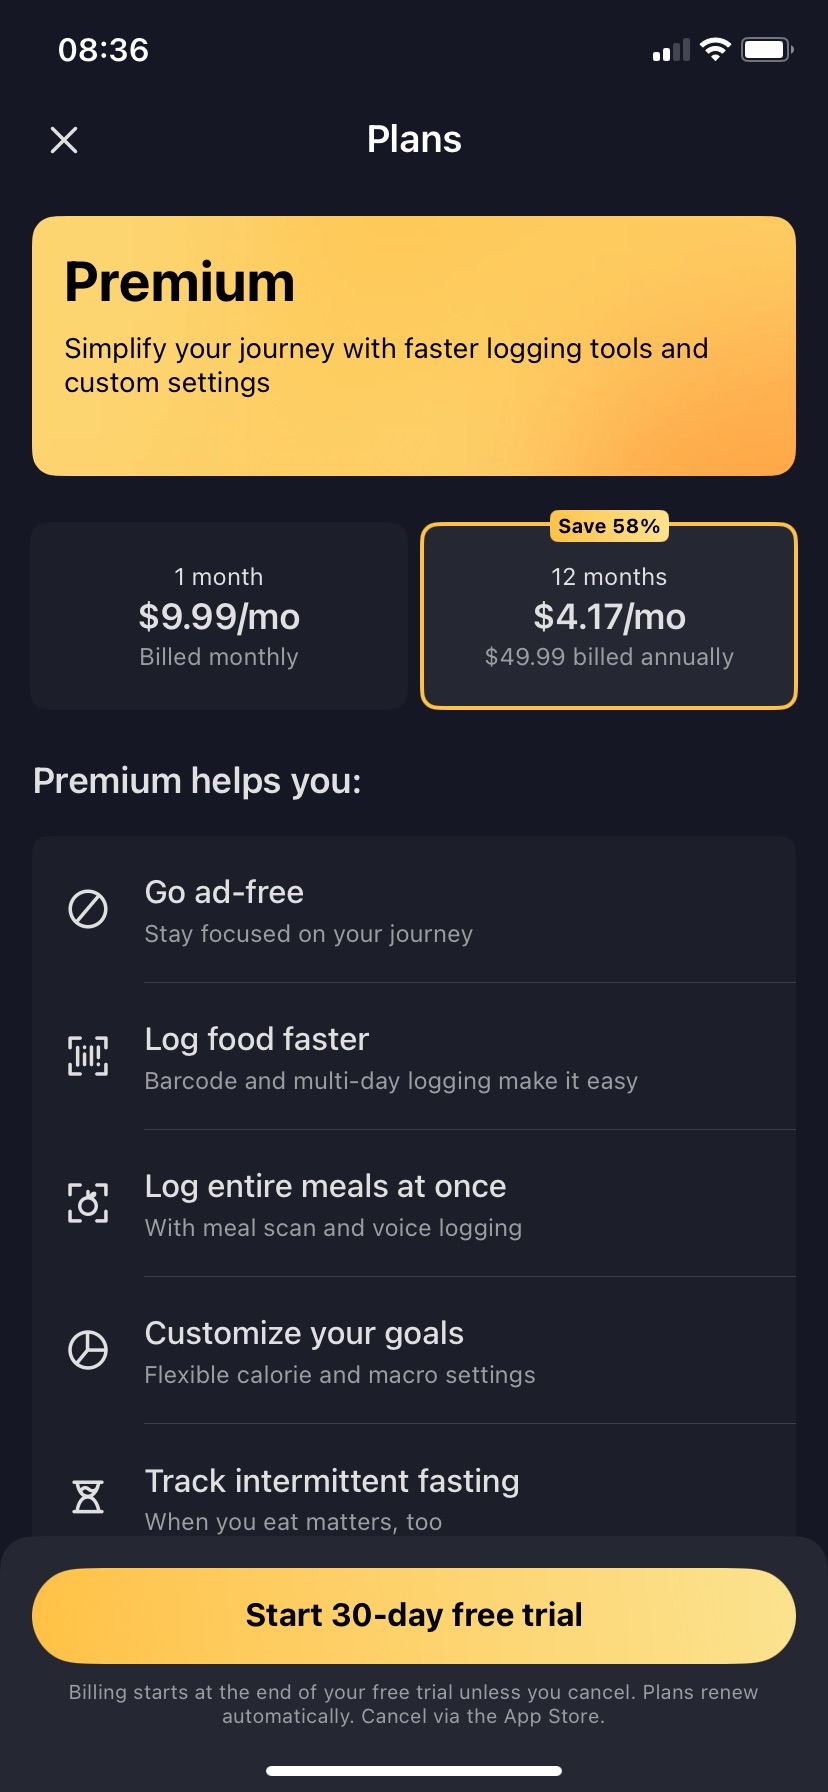 08:36
Plans
Premium
Simplify your journey with faster logging tools and
custom settings
Save 58%
1 month
$9.99/mo
Billed monthly
12 months
$4.17/mo
$49.99 billed annually
Premium helps you:
Go ad-free
Stay focused on your journey
Log food faster
Barcode and multi-day logging make it easy
Log entire meals at once
With meal scan and voice logging
Customize your goals
Flexible calorie and macro settings
Track intermittent fasting
When you eat matters, too
Start 30-day free trial
Billing starts at the end of your free trial unless you cancel. Plans renew
automatically. Cancel via the App Store.